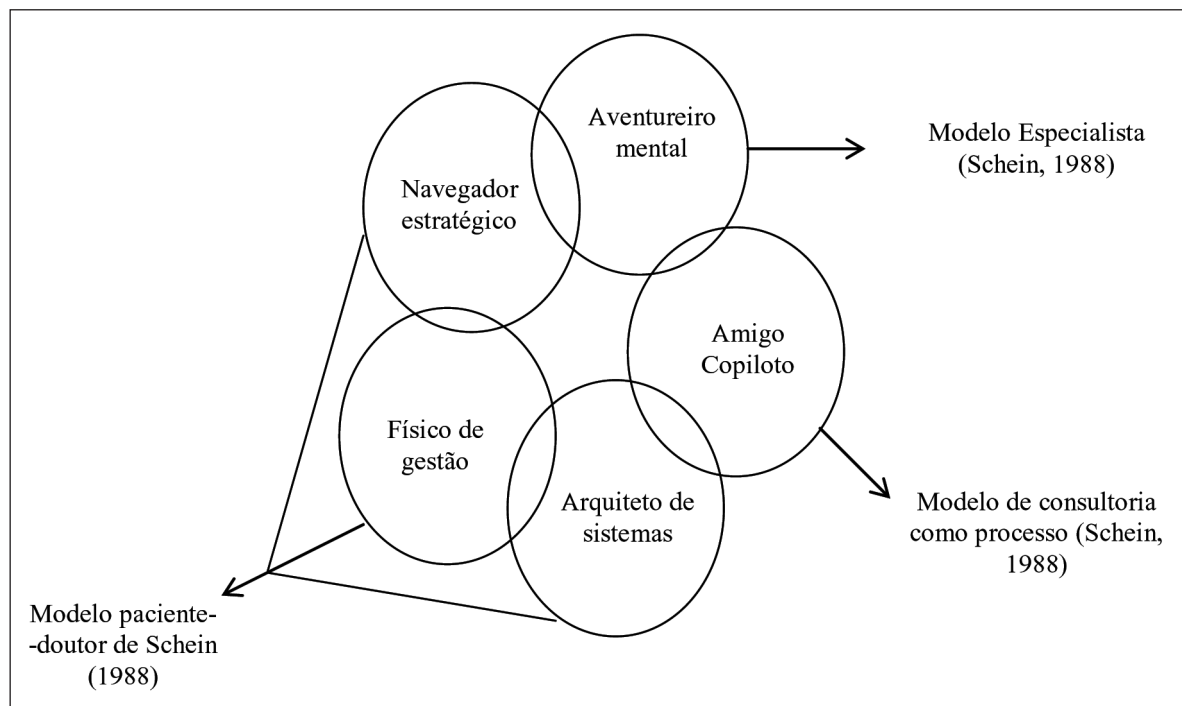 Aventureiro
mental
Modelo Especialista
(Schein, 1988)
Navegador
estratégico
Amigo
Copiloto
Físico de
gestão
Arquiteto de
sistemas
Modelo de consultoria
como processo (Schein,
1988)
Modelo paciente-
-doutor de Schein
(1988)